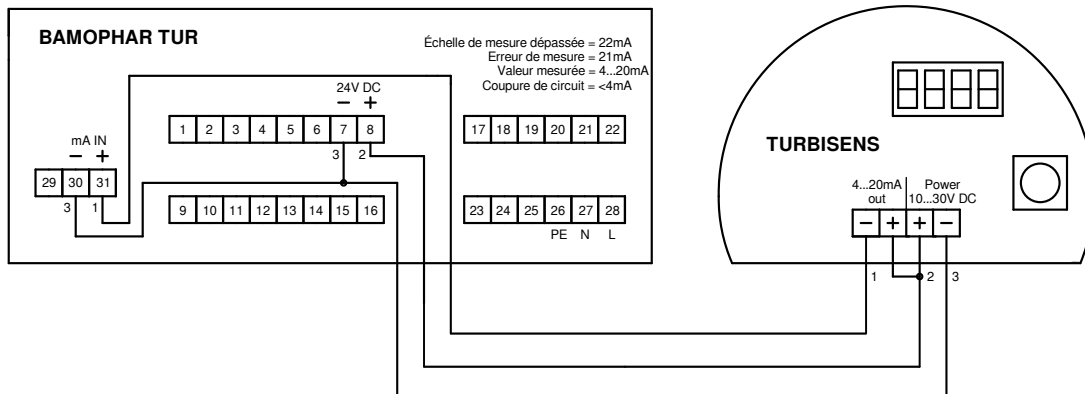 BAMOPHAR TUR
Échelle de mesure dépassée = 22mA
Erreur de mesure = 21mA
Valeur mesurée = 4...20mA
Coupure de circuit = <4mA
24V DC
− +
1 2 3 4 5 6 7 8
3 2
17 18 19 20 21 22
mA IN
− +
29 30 31
3 1
9 10 11 12 13 14 15 16
23 24 25 26 27 28
PE N L
TURBISENS
4...20mA
out
Power
10...30V DC
− + + −
1 2 3